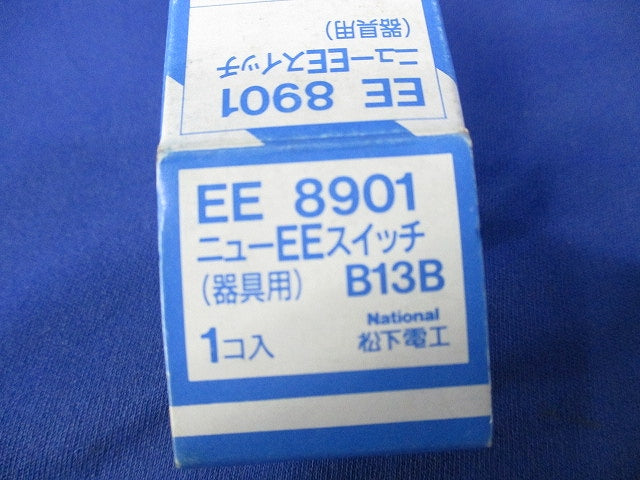 (器具用)
ニューEEスイッチ
EE 8901
EE 8901
ニューEEスイッチ
(器具用) B13B
1コ入
National
松下電工